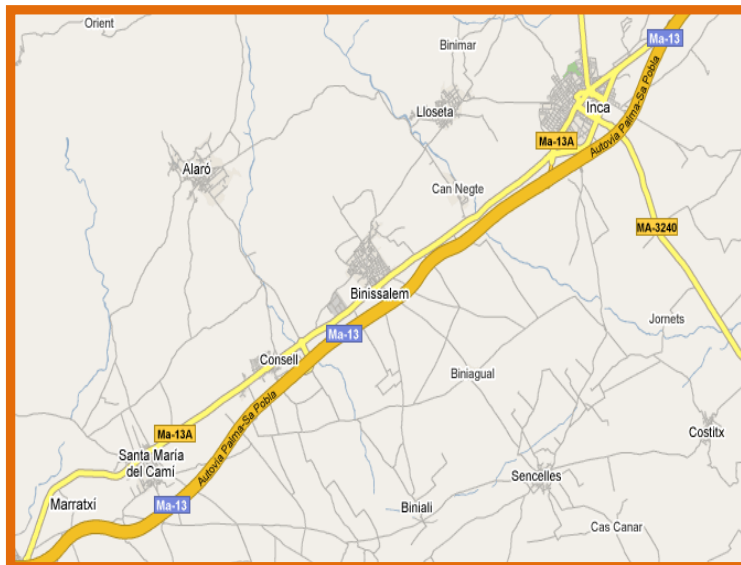 Orient
Ma-13
Binimar
Inca
Lloseta
Autovia Palma-Sa Pobla
Ma-13A
Alaró
Can Negte
MA-3240
Binissalem
Jornets
Ma-13
Consell
Biniagual
Autovia Palma-Sa Pobla
Ma-13A
Costitx
Santa María
del Camí
Sencelles
Marratxi
Ma-13
Biniali
Cas Canar